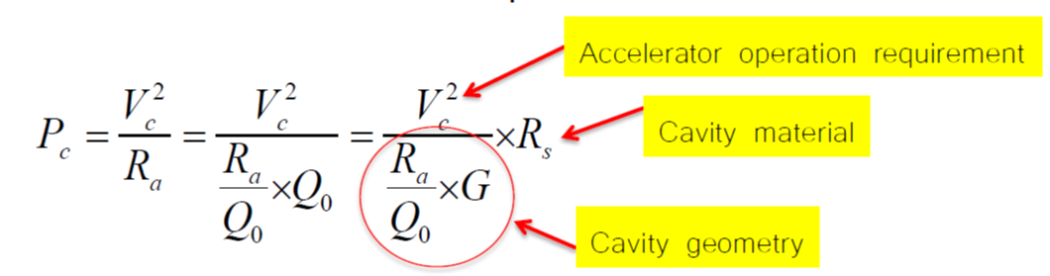 Accelerator operation requirement
P_c = V_c^2 / R_a = V_c^2 / (R_a / Q_0 × Q_0) = V_c^2 / (R_a / Q_0 × G) × R_s
Cavity material
Cavity geometry